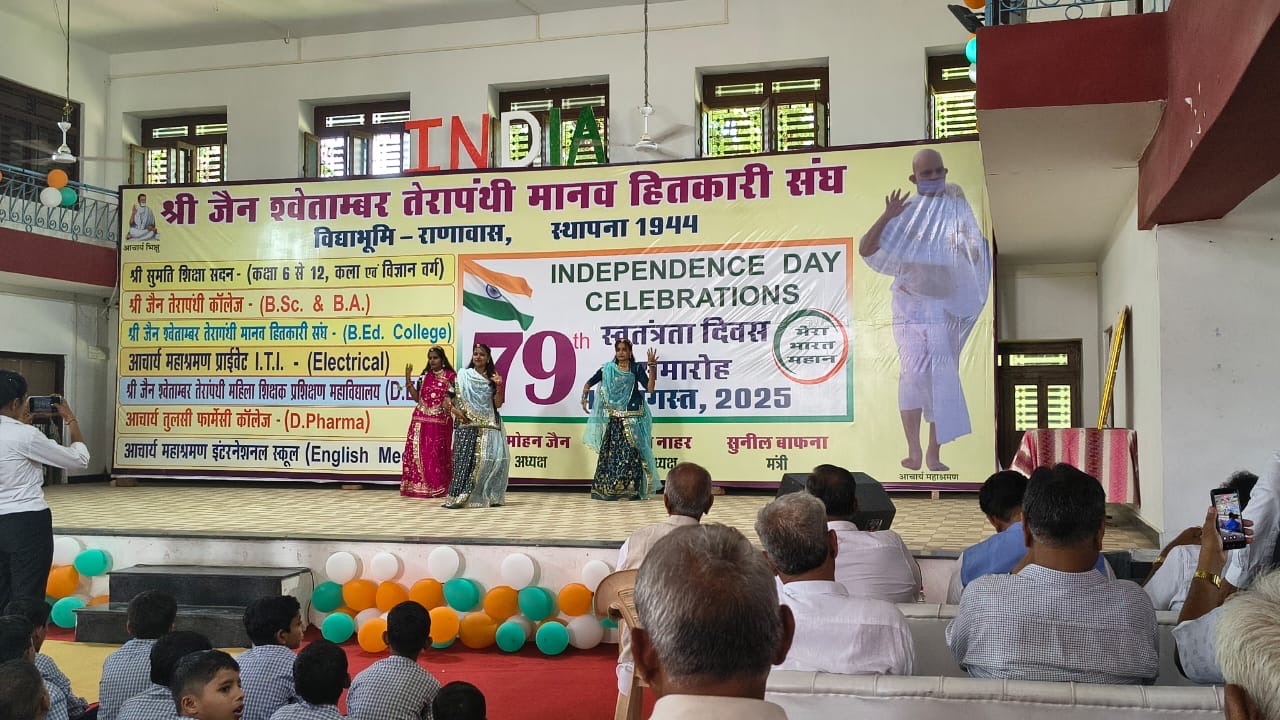 INDIA
श्री जैन श्वेताम्बर तेरापंथी मानव हितकारी संघ
विद्याभूमि – राणावास, स्थापना 1944
आचार्य भिक्षु
श्री सुमति शिक्षा सदन - (कक्षा 6 से 12, कला एवं विज्ञान वर्ग)
श्री जैन तेरापंथी कॉलेज - (B.Sc. & B.A.)
श्री जैन श्वेताम्बर तेरापंथी मानव हितकारी संघ - (B.Ed. College)
आचार्य महाश्रमण प्राईवेट I.T.I. - (Electrical)
श्री जैन श्वेताम्बर तेरापंथी महिला शिक्षक प्रशिक्षण महाविद्यालय
आचार्य तुलसी फार्मेसी कॉलेज - (D.Pharma)
आचार्य महाश्रमण इंटरनेशनल स्कूल (English
INDEPENDENCE DAY
CELEBRATIONS
79th स्वतंत्रता दिवस
2025
मेरा
भारत
महान
मोहन जैन
अध्यक्ष
नाहर
सुनील बाफना
मंत्री
आचार्य महाश्रमण